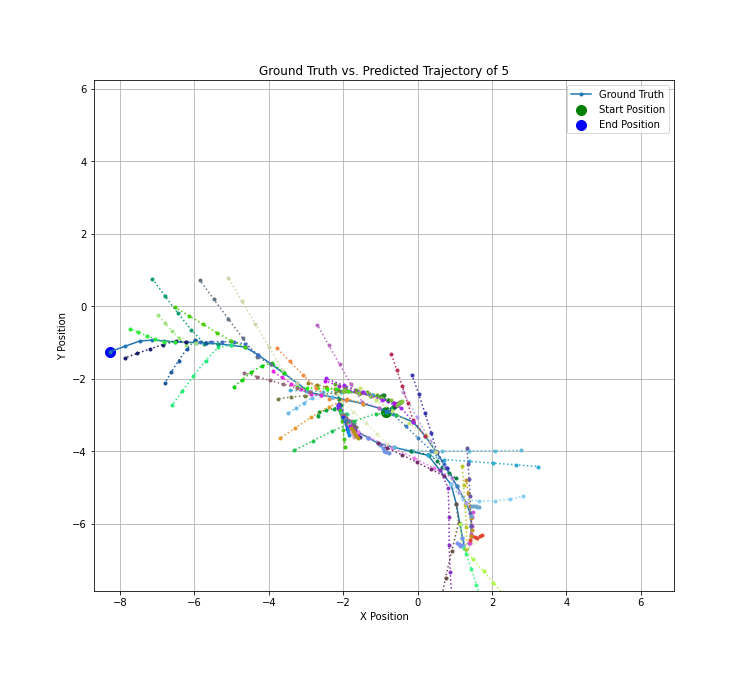 Ground Truth vs. Predicted Trajectory of 5
Ground Truth
Start Position
End Position
6
4
2
0
−2
−4
−6
Y Position
−8
−6
−4
−2
0
2
4
6
X Position